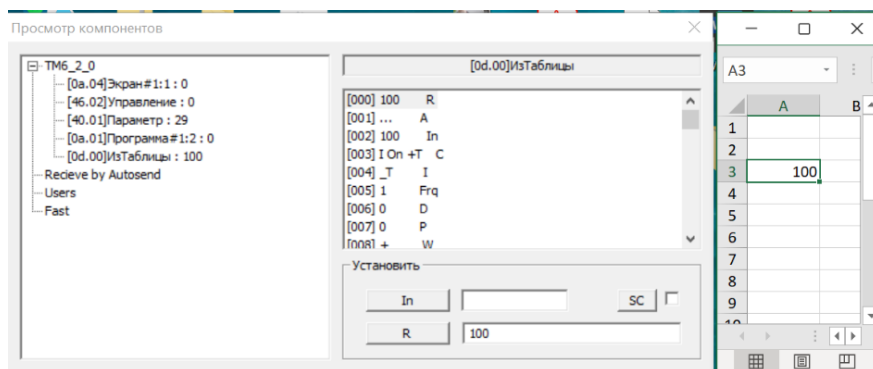 Просмотр компонентов
TM6_2_0
[0a.04]Экран#1:1 : 0
[46.02]Управление : 0
[40.01]Параметр : 29
[0a.01]Программа#1:2 : 0
[0d.00]ИзТаблицы : 100
Recieve by Autosend
Users
Fast
[0d.00]ИзТаблицы
[000] 100 R
[001] ... A
[002] 100 In
[003] I On +T C
[004] _T I
[005] 1 Frq
[006] 0 D
[007] 0 P
[008] + W
Установить
In
SC
R 100
A3
A B
1
2
3 100
4
5
6
7
8
9
10